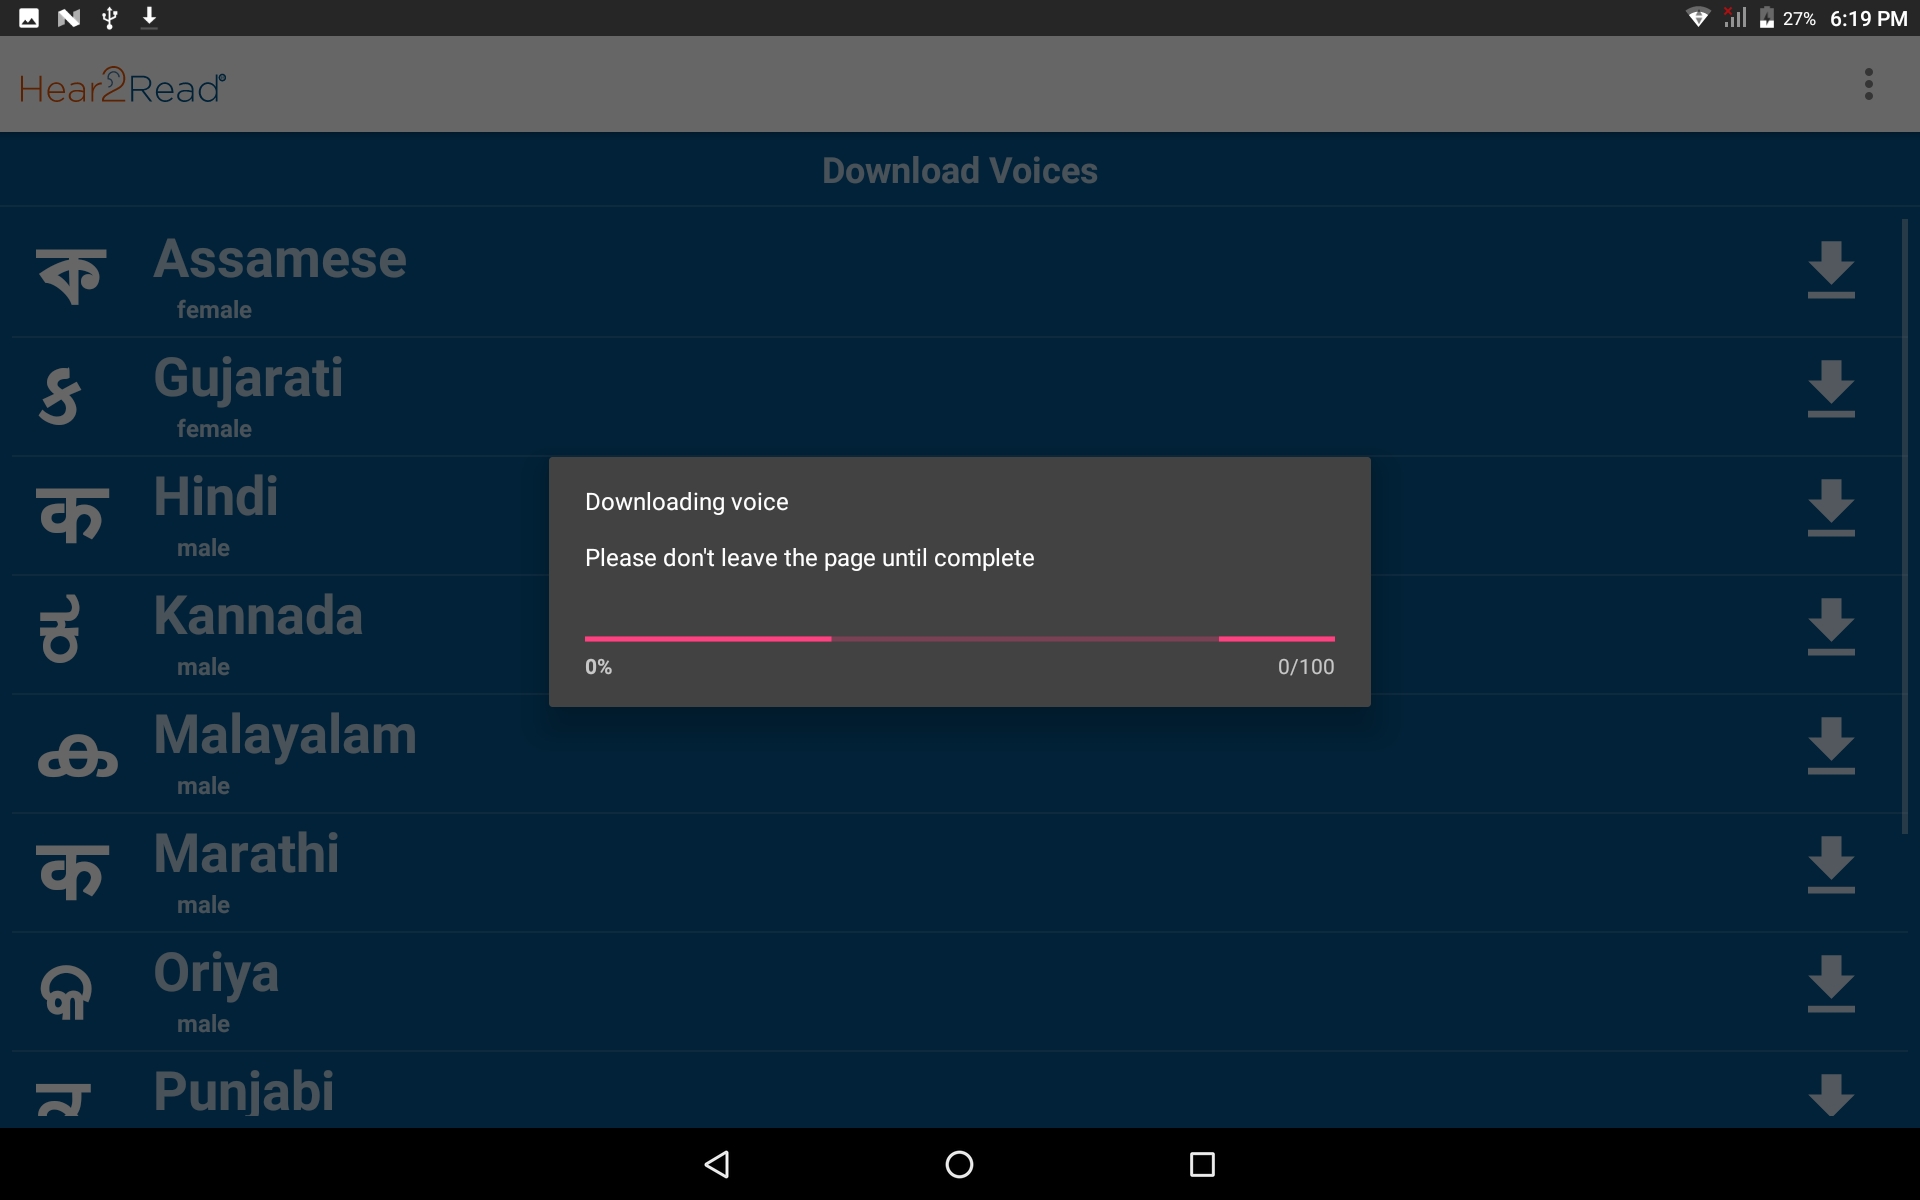 27% 6:19 PM
Hear2Read
Download Voices
ক Assamese
female
ક Gujarati
female
क Hindi
male
ಕ Kannada
male
ക Malayalam
male
क Marathi
male
କ Oriya
male
Punjabi
Downloading voice
Please don't leave the page until complete
0% 0/100